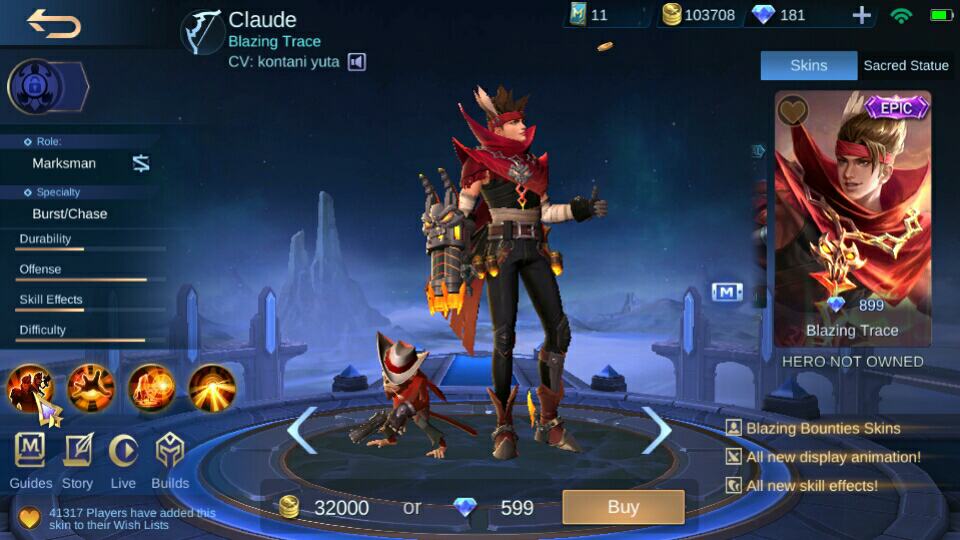 Claude
Blazing Trace
CV: kontani yuta
11
103708
181
Skins
Sacred Statue
EPIC
Role:
Marksman
Specialty
Burst/Chase
Durability
Offense
Skill Effects
Difficulty
M
899
Blazing Trace
HERO NOT OWNED
Guides
Story
Live
Builds
Blazing Bounties Skins
All new display animation!
All new skill effects!
41317 Players have added this
skin to their Wish Lists
32000 or 599
Buy